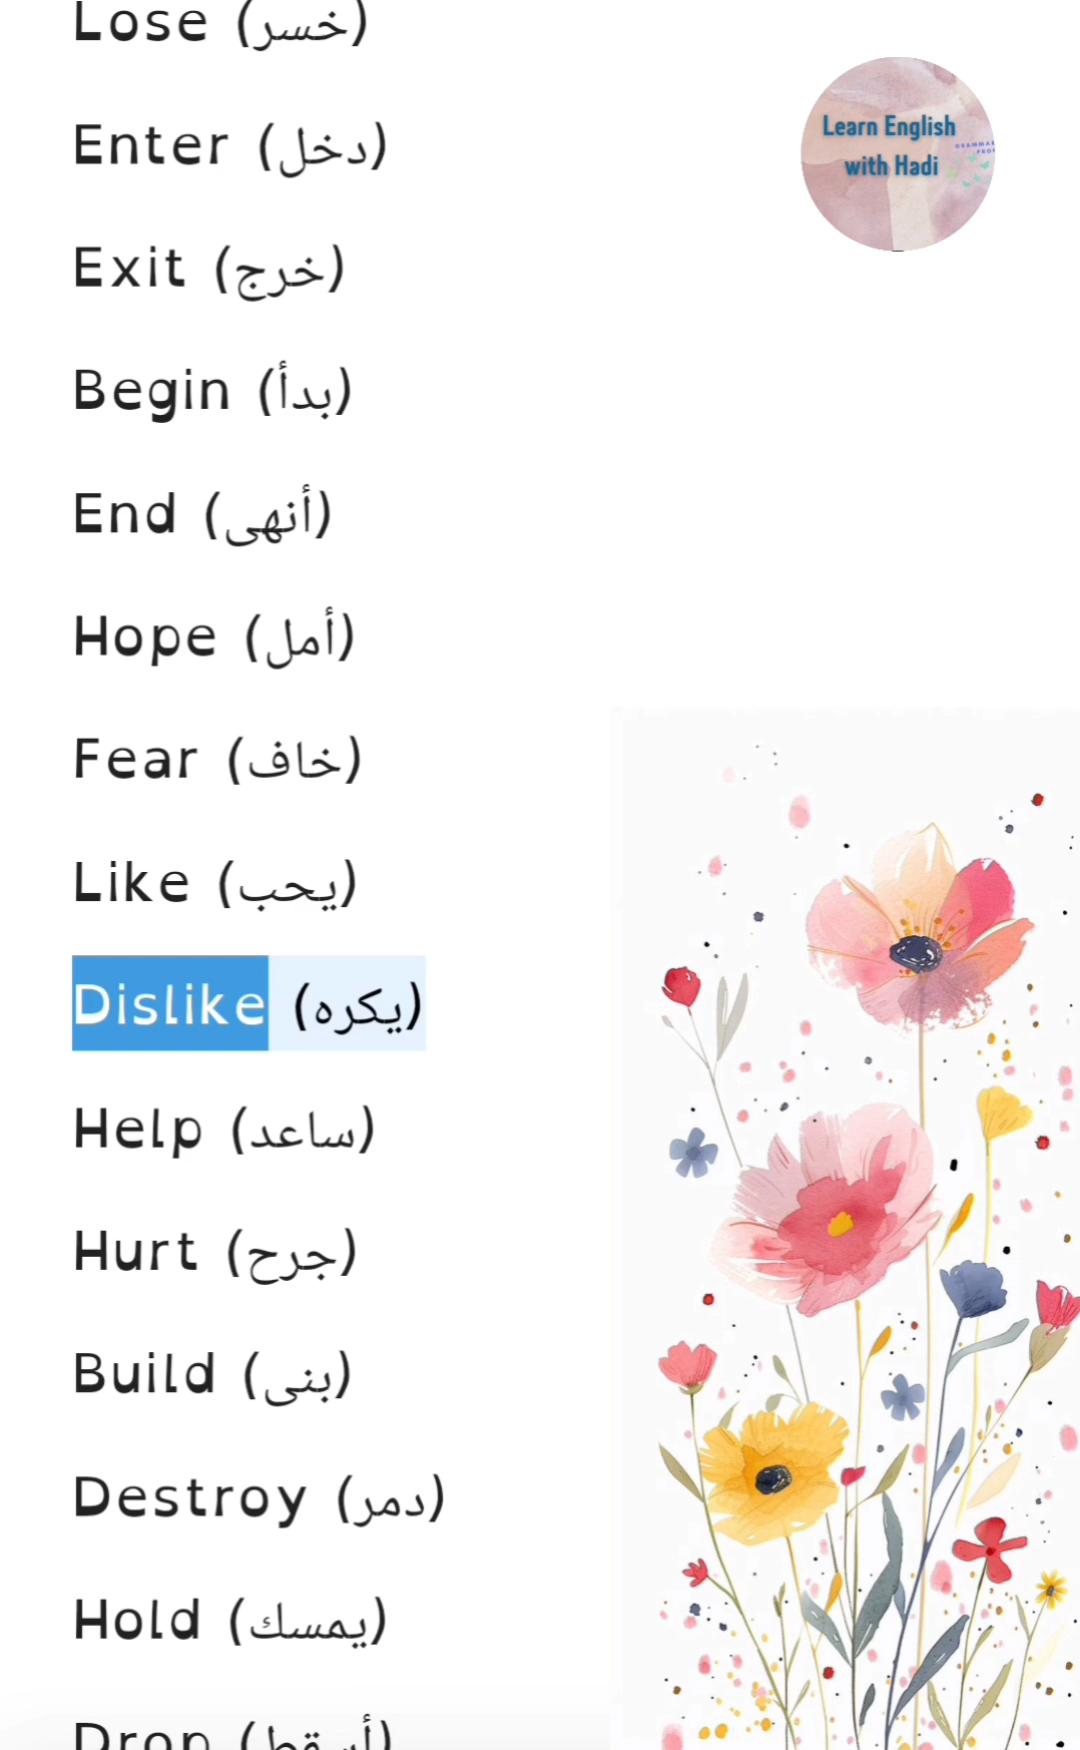 Lose (خسر)
Learn English
with Hadi
Enter (دخل)
Exit (خرج)
Begin (بدأ)
End (أنهى)
Hope (أمل)
Fear (خاف)
Like (يحب)
Dislike (يكره)
Help (ساعد)
Hurt (جرح)
Build (بنى)
Destroy (دمر)
Hold (يمسك)
Drop (أسقط)